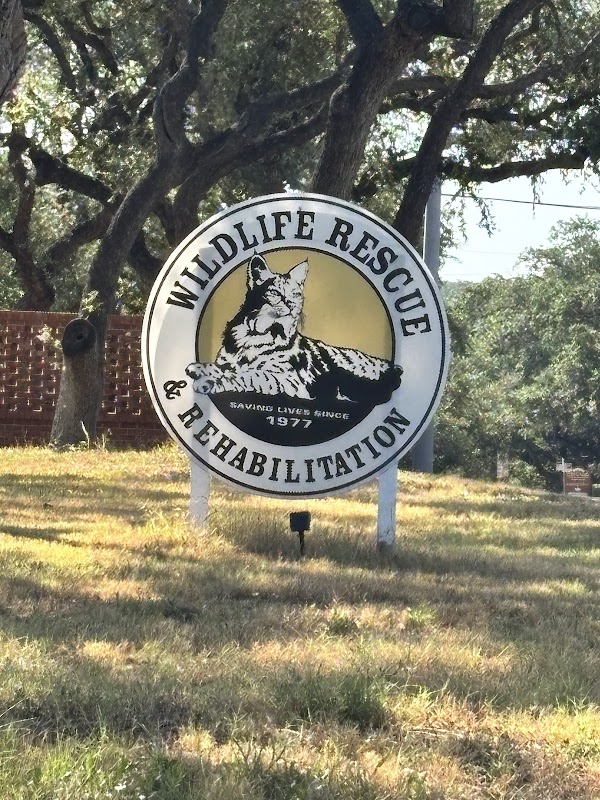 WILDLIFE RESCUE
& REHABILITATION
SAVING LIVES SINCE
1977